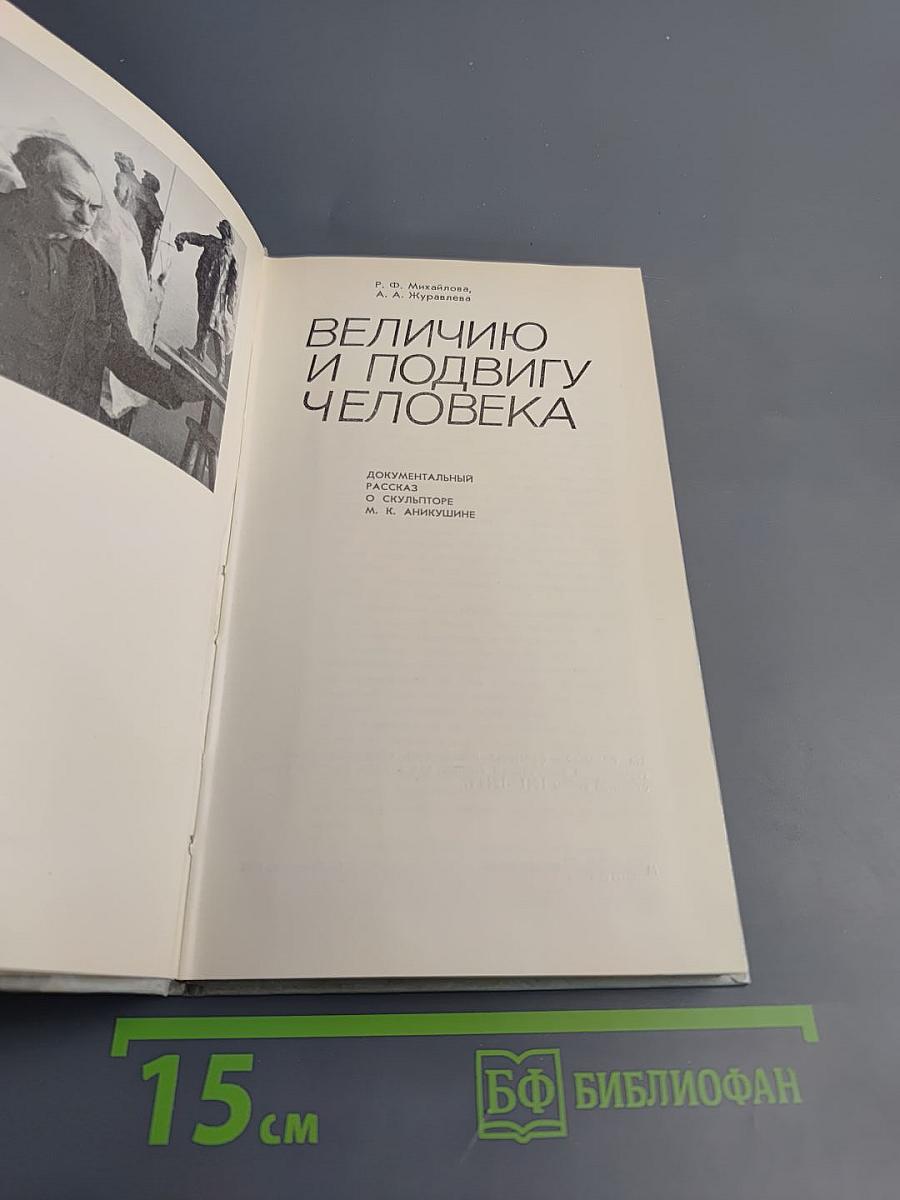 Р. Ф. Михайлова,
А. А. Журавлева
ВЕЛИЧИЮ
И ПОДВИГУ
ЧЕЛОВЕКА
ДОКУМЕНТАЛЬНЫЙ
РАССКАЗ
О СКУЛЬПТОРЕ
М. К. АНИКУШИНЕ
15 см
БФ БИБЛИОФАН